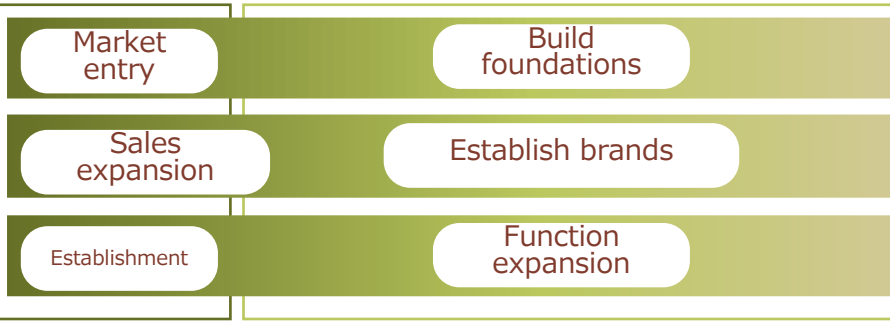 Market
entry
Build
foundations
Sales
expansion
Establish brands
Establishment
Function
expansion